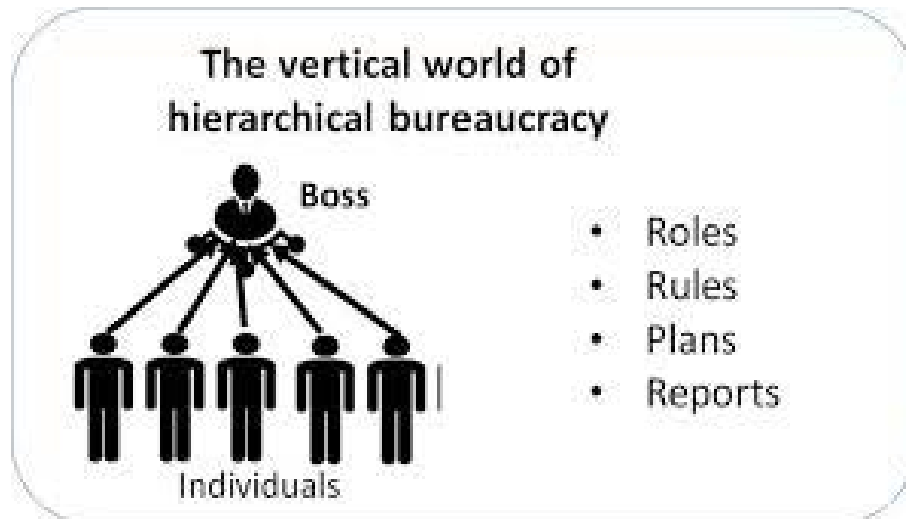 The vertical world of
hierarchical bureaucracy
Boss
• Roles
• Rules
• Plans
• Reports
Individuals